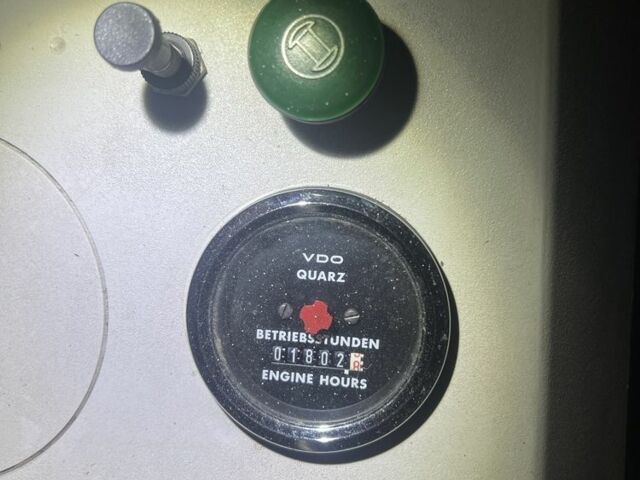 VDO
QUARZ
BETRIEBSSTUNDEN
01802
ENGINE HOURS